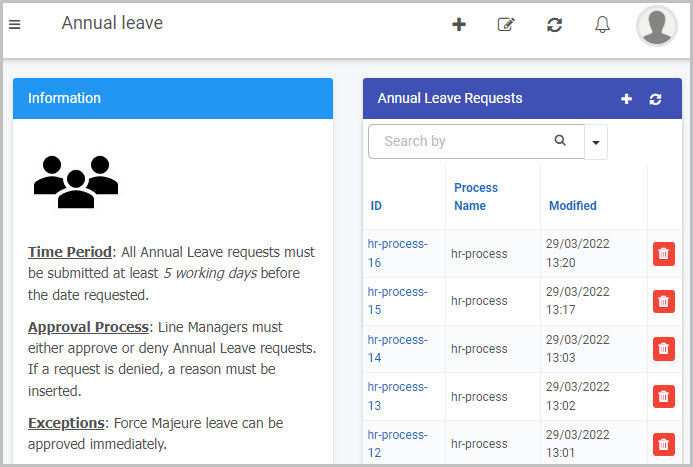 Annual leave
Information
Time Period: All Annual Leave requests must
be submitted at least 5 working days before
the date requested.
Approval Process: Line Managers must
either approve or deny Annual Leave requests.
If a request is denied, a reason must be
inserted.
Exceptions: Force Majeure leave can be
approved immediately.
Annual Leave Requests
Search by
ID
Process
Name
Modified
hr-process-
16
hr-process
29/03/2022
13:20
hr-process-
15
hr-process
29/03/2022
13:17
hr-process-
14
hr-process
29/03/2022
13:03
hr-process-
13
hr-process
29/03/2022
13:02
hr-process-
12
hr-process
29/03/2022
13:01